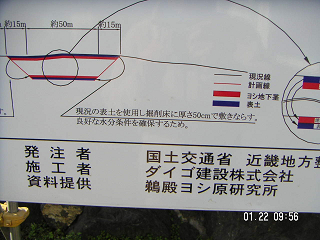 約15m 約50m 約15m
現況線
計画線
ヨシ地下茎
表土
す。
現況の表土を使用し掘削床に厚さ50cmで敷きならす。
良好な水分条件を確保するため。
発注者 国土交通省 近畿地方整
施工者 ダイゴ建設株式会社
資料提供 鵜殿ヨシ原研究所
01.22 09:56